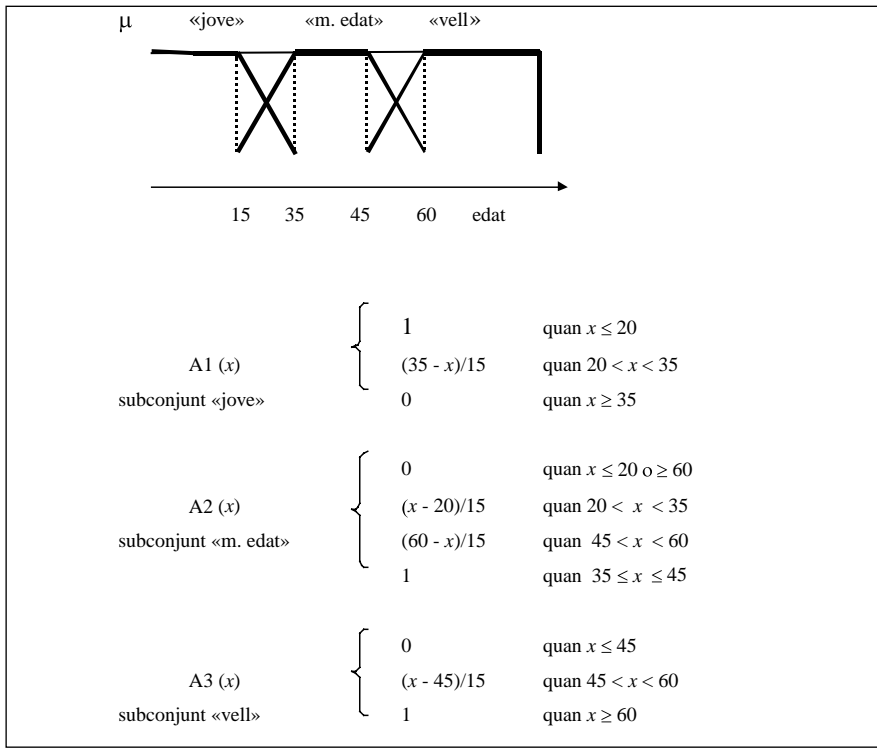 μ «jove» «m. edat» «vell»
15 35 45 60 edat
1 quan x ≤ 20
A1 (x) (35 - x)/15 quan 20 < x < 35
subconjunt «jove» 0 quan x ≥ 35
0 quan x ≤ 20 o ≥ 60
A2 (x) (x - 20)/15 quan 20 < x < 35
subconjunt «m. edat» (60 - x)/15 quan 45 < x < 60
1 quan 35 ≤ x ≤ 45
0 quan x ≤ 45
A3 (x) (x - 45)/15 quan 45 < x < 60
subconjunt «vell» 1 quan x ≥ 60